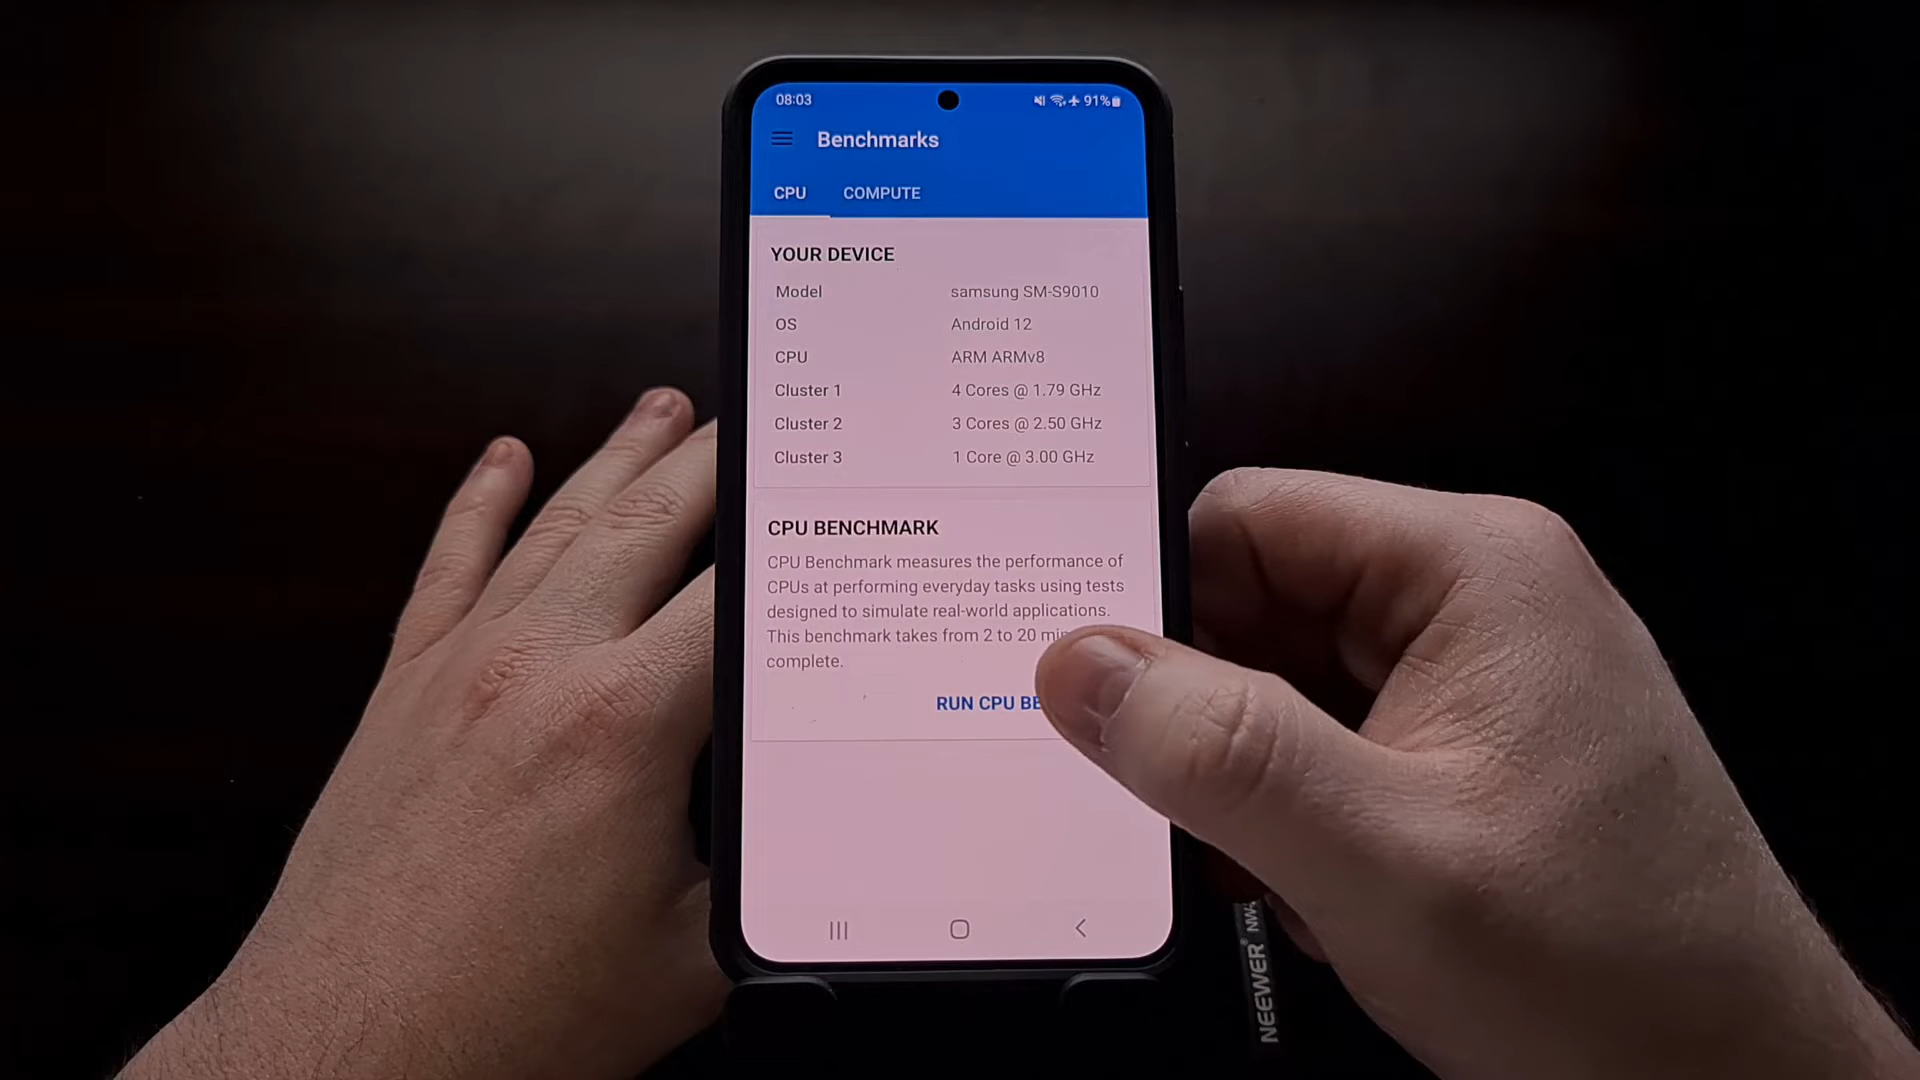 08:03
91%
Benchmarks
CPU COMPUTE
YOUR DEVICE
Model samsung SM-S9010
OS Android 12
CPU ARM ARMv8
Cluster 1 4 Cores @ 1.79 GHz
Cluster 2 3 Cores @ 2.50 GHz
Cluster 3 1 Core @ 3.00 GHz
CPU BENCHMARK
CPU Benchmark measures the performance of
CPUs at performing everyday tasks using tests
designed to simulate real-world applications.
This benchmark takes from 2 to 20
complete.
RUN CPU
NEEWER®